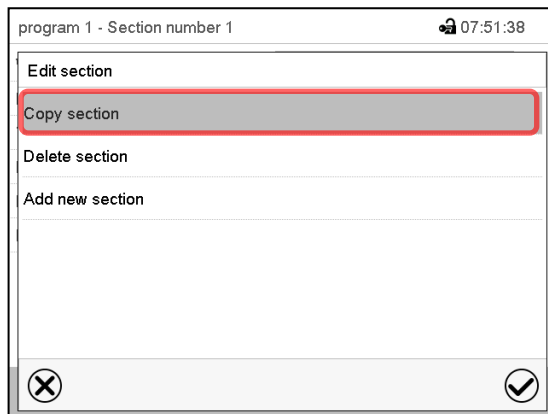 program 1 - Section number 1 07:51:38
Edit section
Copy section
Delete section
Add new section